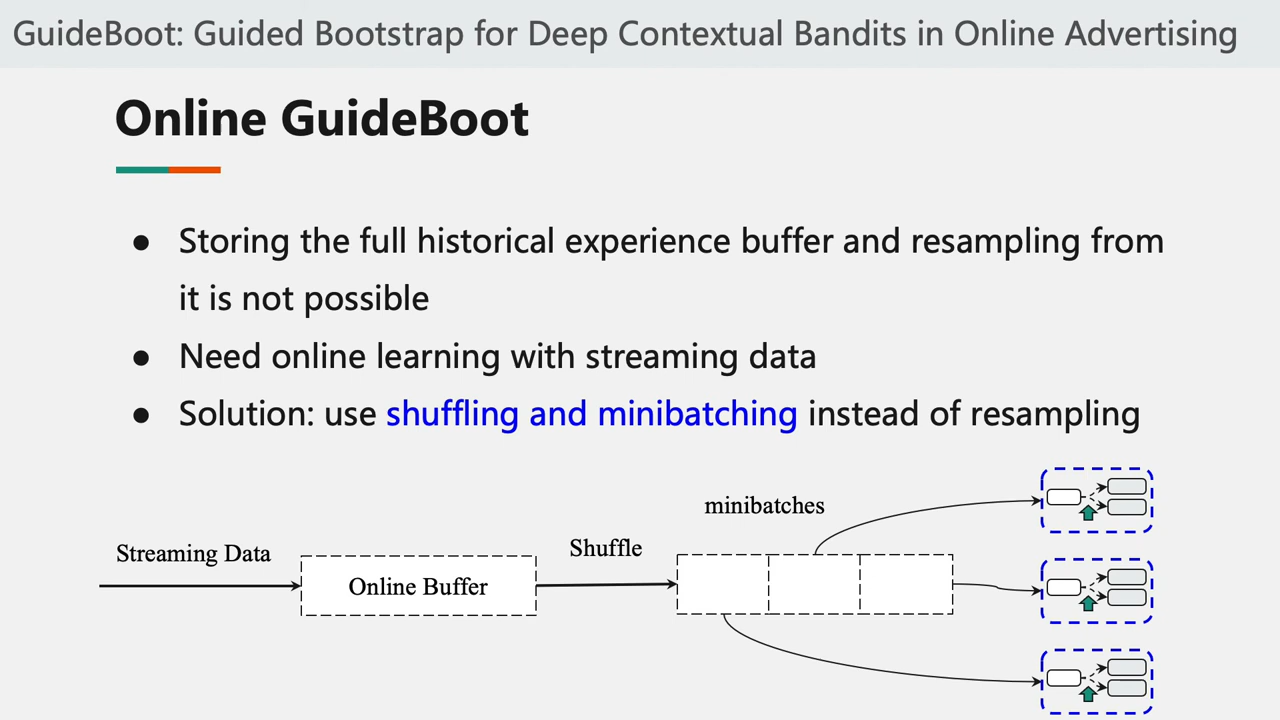 GuideBoot: Guided Bootstrap for Deep Contextual Bandits in Online Advertising
Online GuideBoot
● Storing the full historical experience buffer and resampling from
it is not possible
● Need online learning with streaming data
● Solution: use shuffling and minibatching instead of resampling
minibatches
Streaming Data
Shuffle
Online Buffer